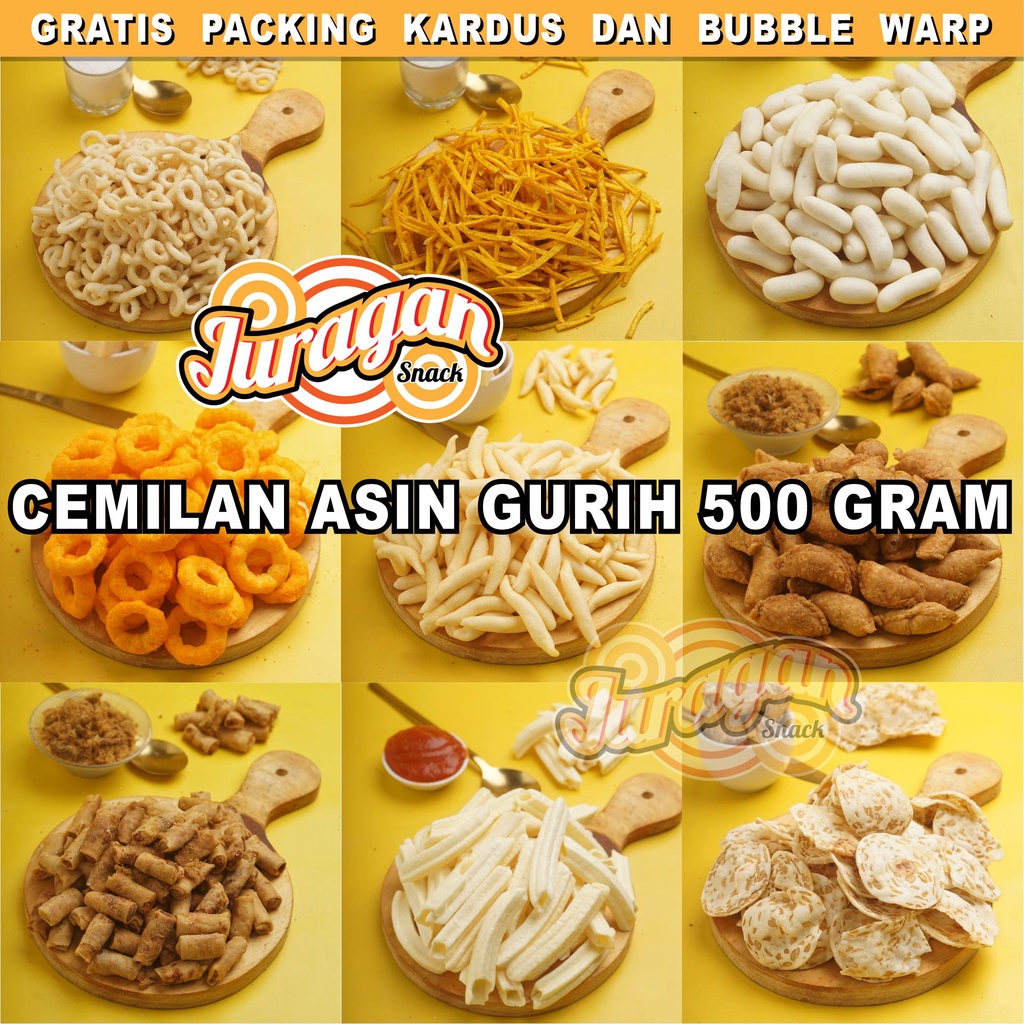 GRATIS PACKING KARDUS DAN BUBBLE WARP
Juragan
Snack
CEMILAN ASIN GURIH 500 GRAM
Juragan
Snack